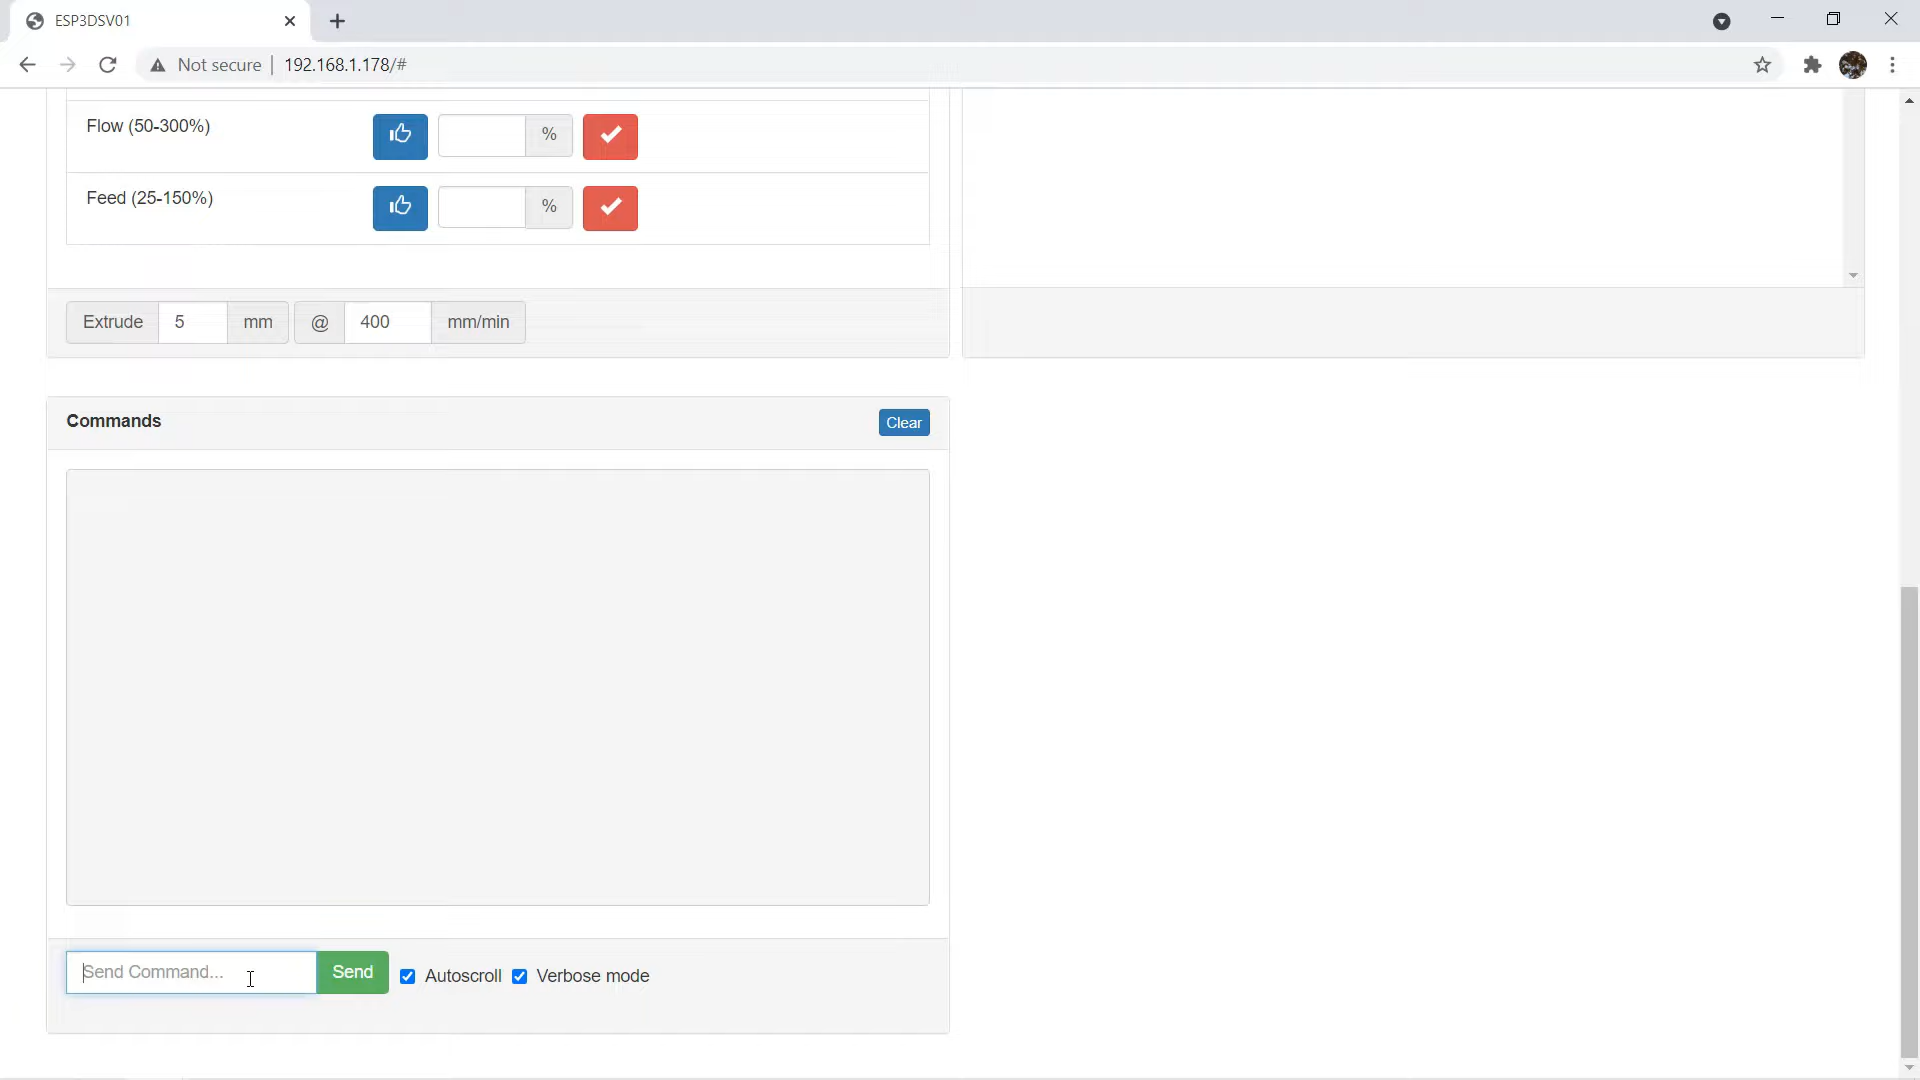 ESP3DSV01
Not secure 192.168.1.178/#
Flow (50-300%) %
Feed (25-150%) %
Extrude 5 mm @ 400 mm/min
Commands Clear
Send Command... Send Autoscroll Verbose mode